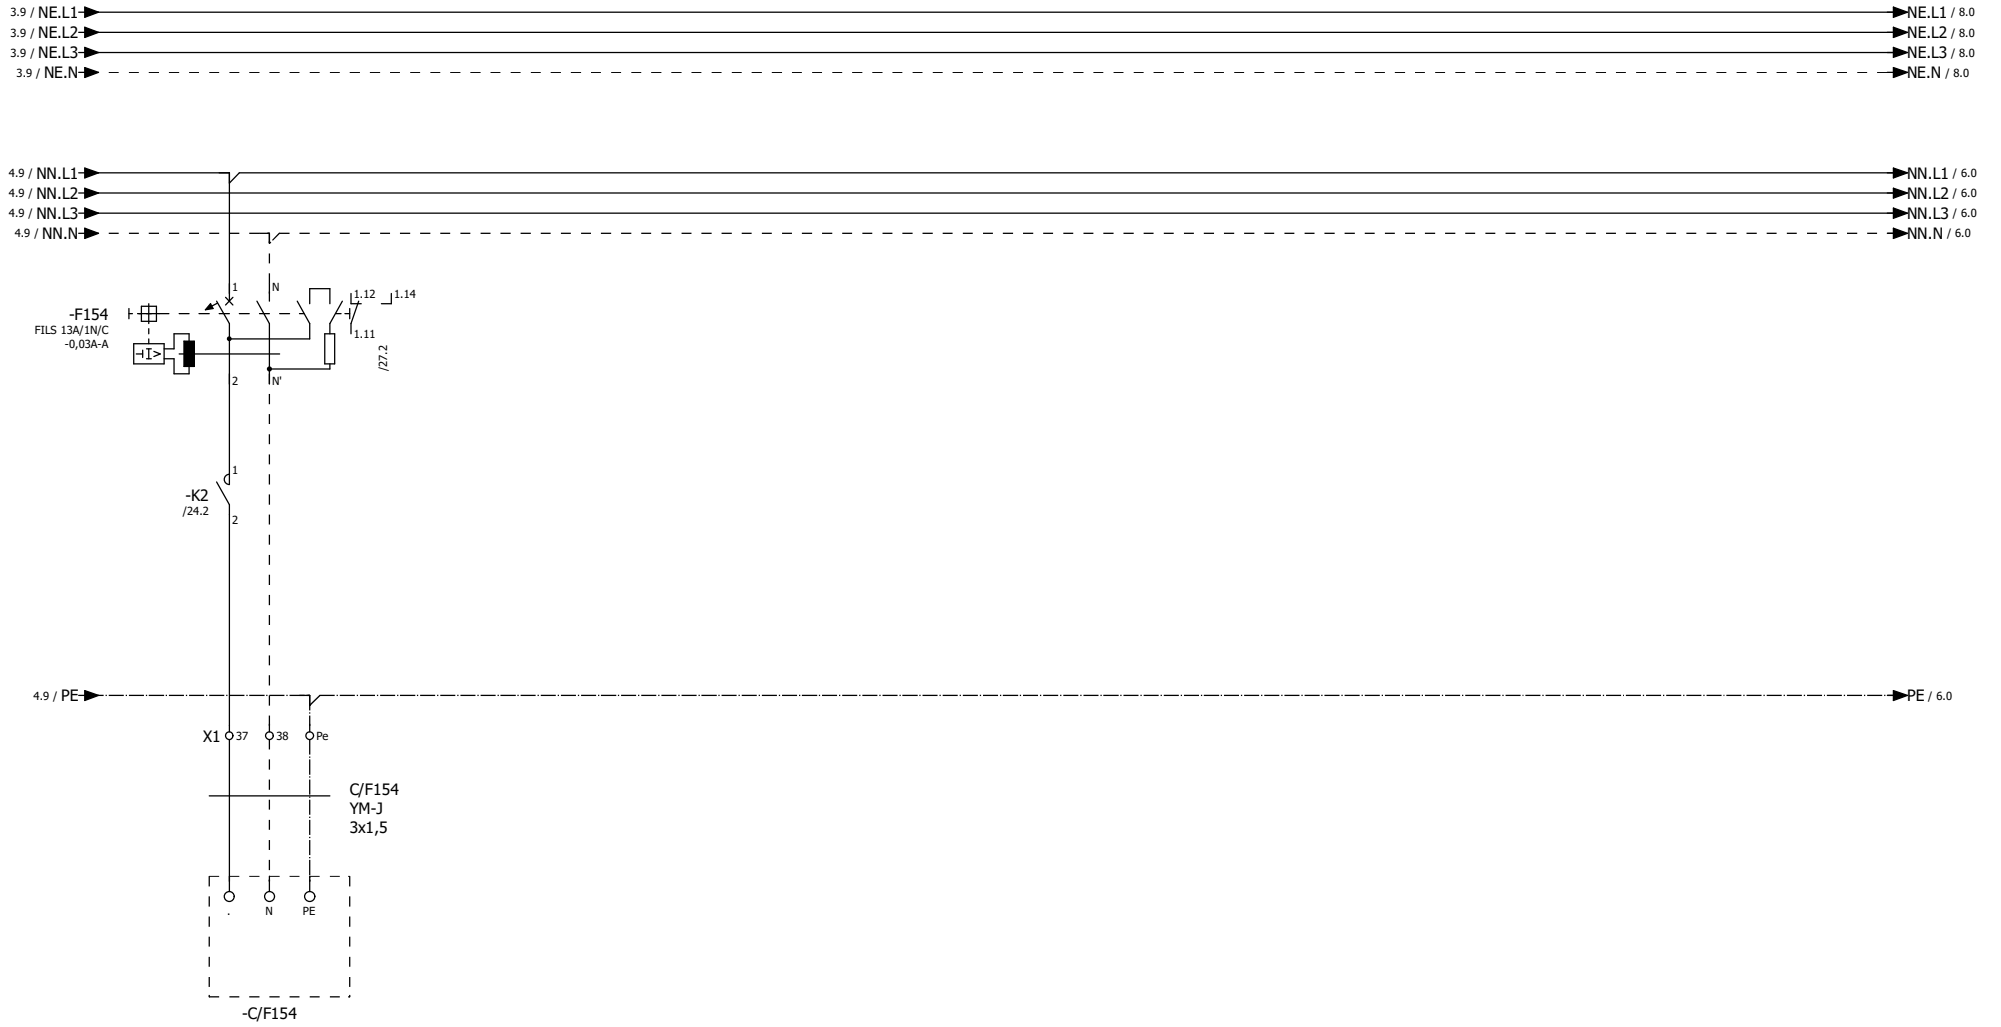 3.9 / NE.L1 NE.L1 / 8.0
3.9 / NE.L2 NE.L2 / 8.0
3.9 / NE.L3 NE.L3 / 8.0
3.9 / NE.N NE.N / 8.0
4.9 / NN.L1 NN.L1 / 6.0
4.9 / NN.L2 NN.L2 / 6.0
4.9 / NN.L3 NN.L3 / 6.0
4.9 / NN.N NN.N / 6.0
1 N 1.12 1.14
-F154
FILS 13A/1N/C
-0,03A-A
I>
1.11
/27.2
2 N'
1
-K2
/24.2
2
4.9 / PE PE / 6.0
X1 37 38 Pe
C/F154
YM-J
3x1,5
. N PE
-C/F154